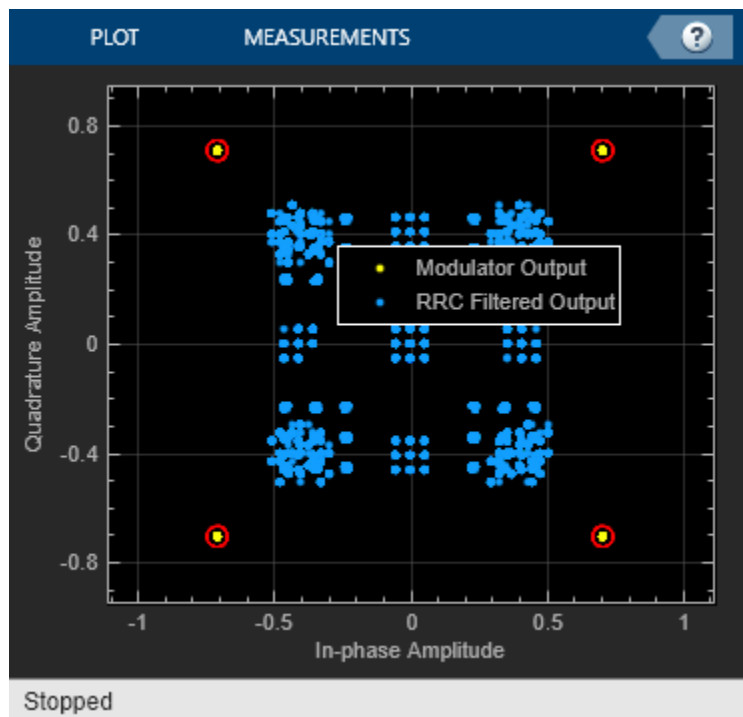 PLOT MEASUREMENTS ?
0.8
0.4
0
-0.4
-0.8
Quadrature Amplitude
Modulator Output
RRC Filtered Output
-1 -0.5 0 0.5 1
In-phase Amplitude
Stopped